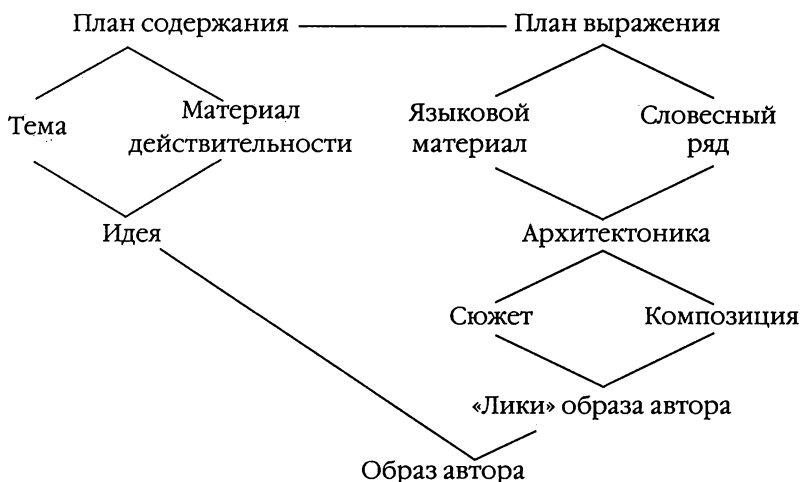 План содержания План выражения
Тема
Материал
действительности
Языковой
материал
Словесный
ряд
Идея
Архитектоника
Сюжет
Композиция
«Лики» образа автора
Образ автора